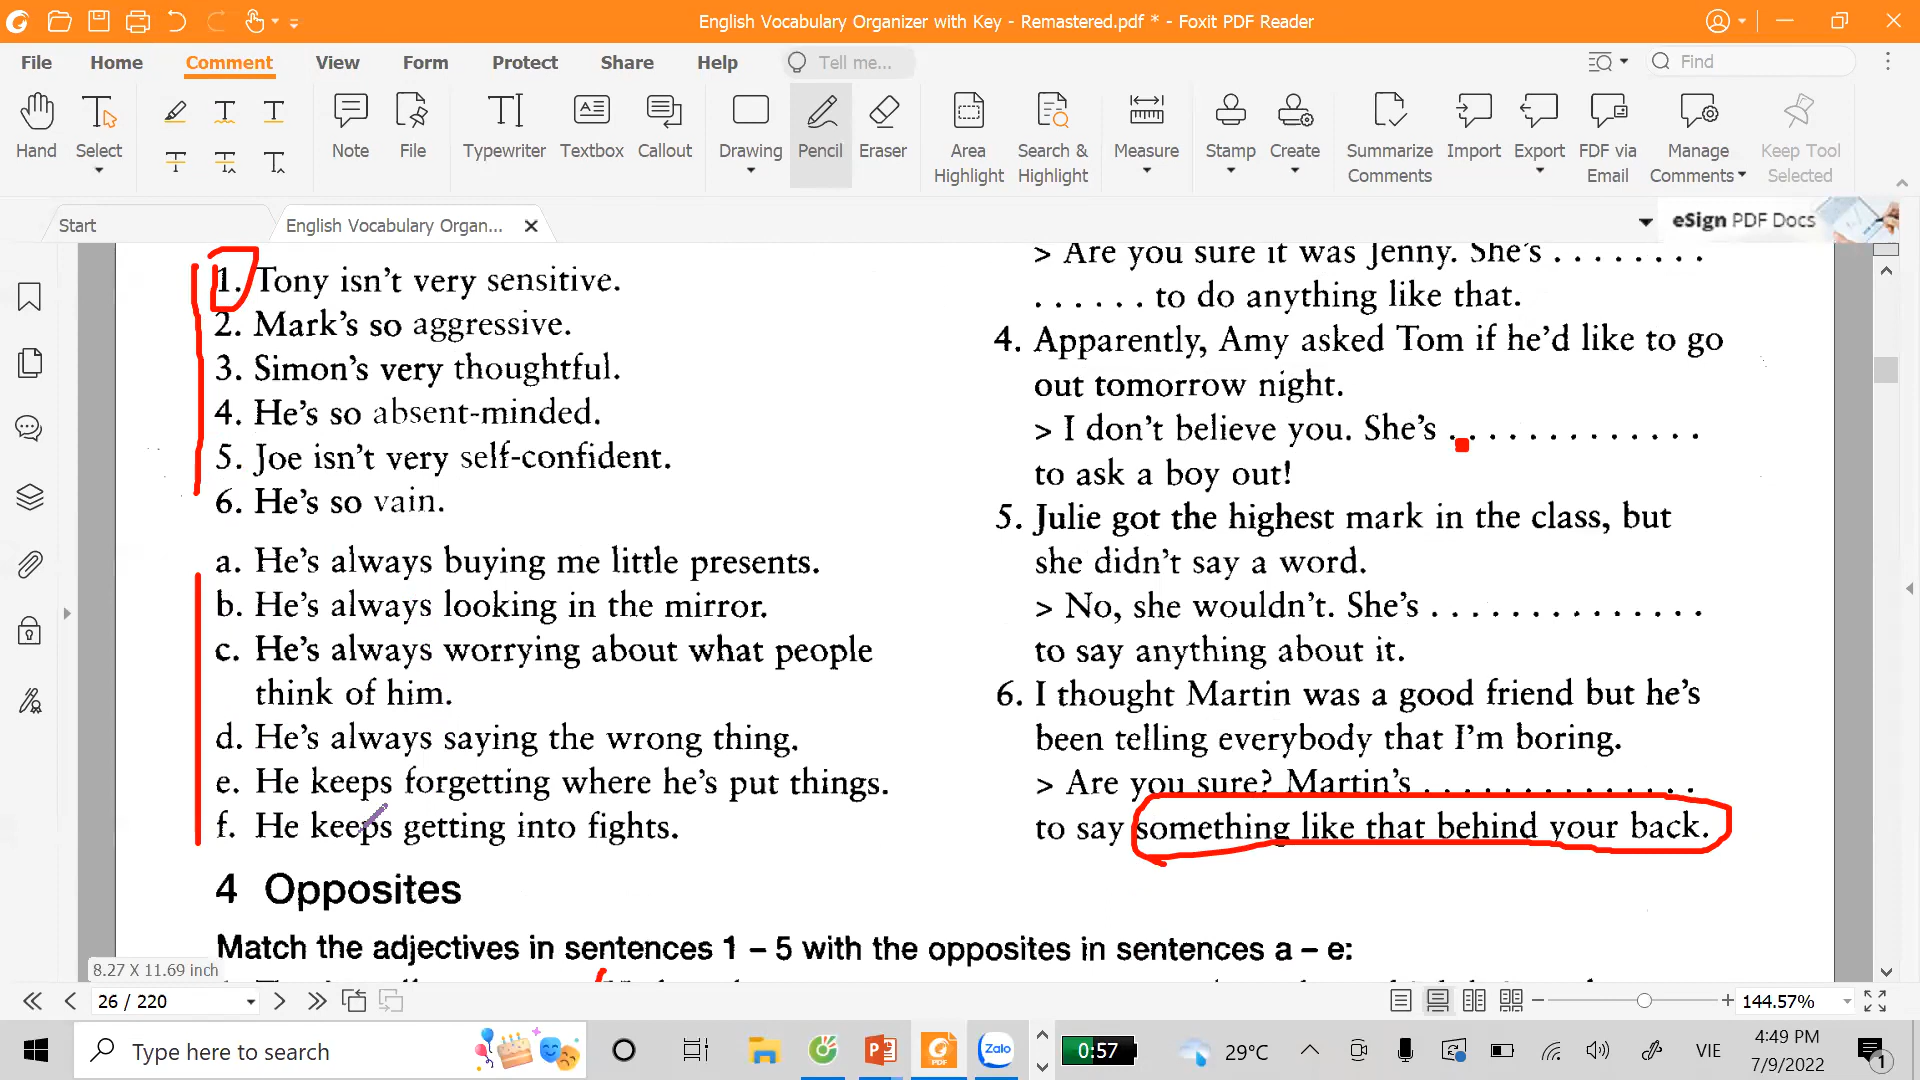 English Vocabulary Organizer with Key - Remastered.pdf * - Foxit PDF Reader
File Home Comment View Form Protect Share Help Tell me... Find
Hand Select Note File Typewriter Textbox Callout Drawing Pencil Eraser Area Highlight Search & Highlight Measure Stamp Create Summarize Comments Import Export FDF via Email Manage Comments Keep Tool Selected
Start English Vocabulary Organ... eSign PDF Docs
1. Tony isn't very sensitive.
2. Mark's so aggressive.
3. Simon's very thoughtful.
4. He's so absent-minded.
5. Joe isn't very self-confident.
6. He's so vain.
a. He's always buying me little presents.
b. He's always looking in the mirror.
c. He's always worrying about what people
think of him.
d. He's always saying the wrong thing.
e. He keeps forgetting where he's put things.
f. He keeps getting into fights.
4 Opposites
Match the adjectives in sentences 1 – 5 with the opposites in sentences a – e:
> Are you sure it was Jenny. She's . . . . . . . .
. . . . . . to do anything like that.
4. Apparently, Amy asked Tom if he'd like to go
out tomorrow night.
> I don't believe you. She's . . . . . . . . . . . . .
to ask a boy out!
5. Julie got the highest mark in the class, but
she didn't say a word.
> No, she wouldn't. She's . . . . . . . . . . . . . .
to say anything about it.
6. I thought Martin was a good friend but he's
been telling everybody that I'm boring.
> Are you sure? Martin's . . . . . . . . . . . . . .
to say something like that behind your back.
8.27 X 11.69 inch
26 / 220 144.57%
Type here to search Zalo 0:57 29°C VIE 4:49 PM
7/9/2022 1